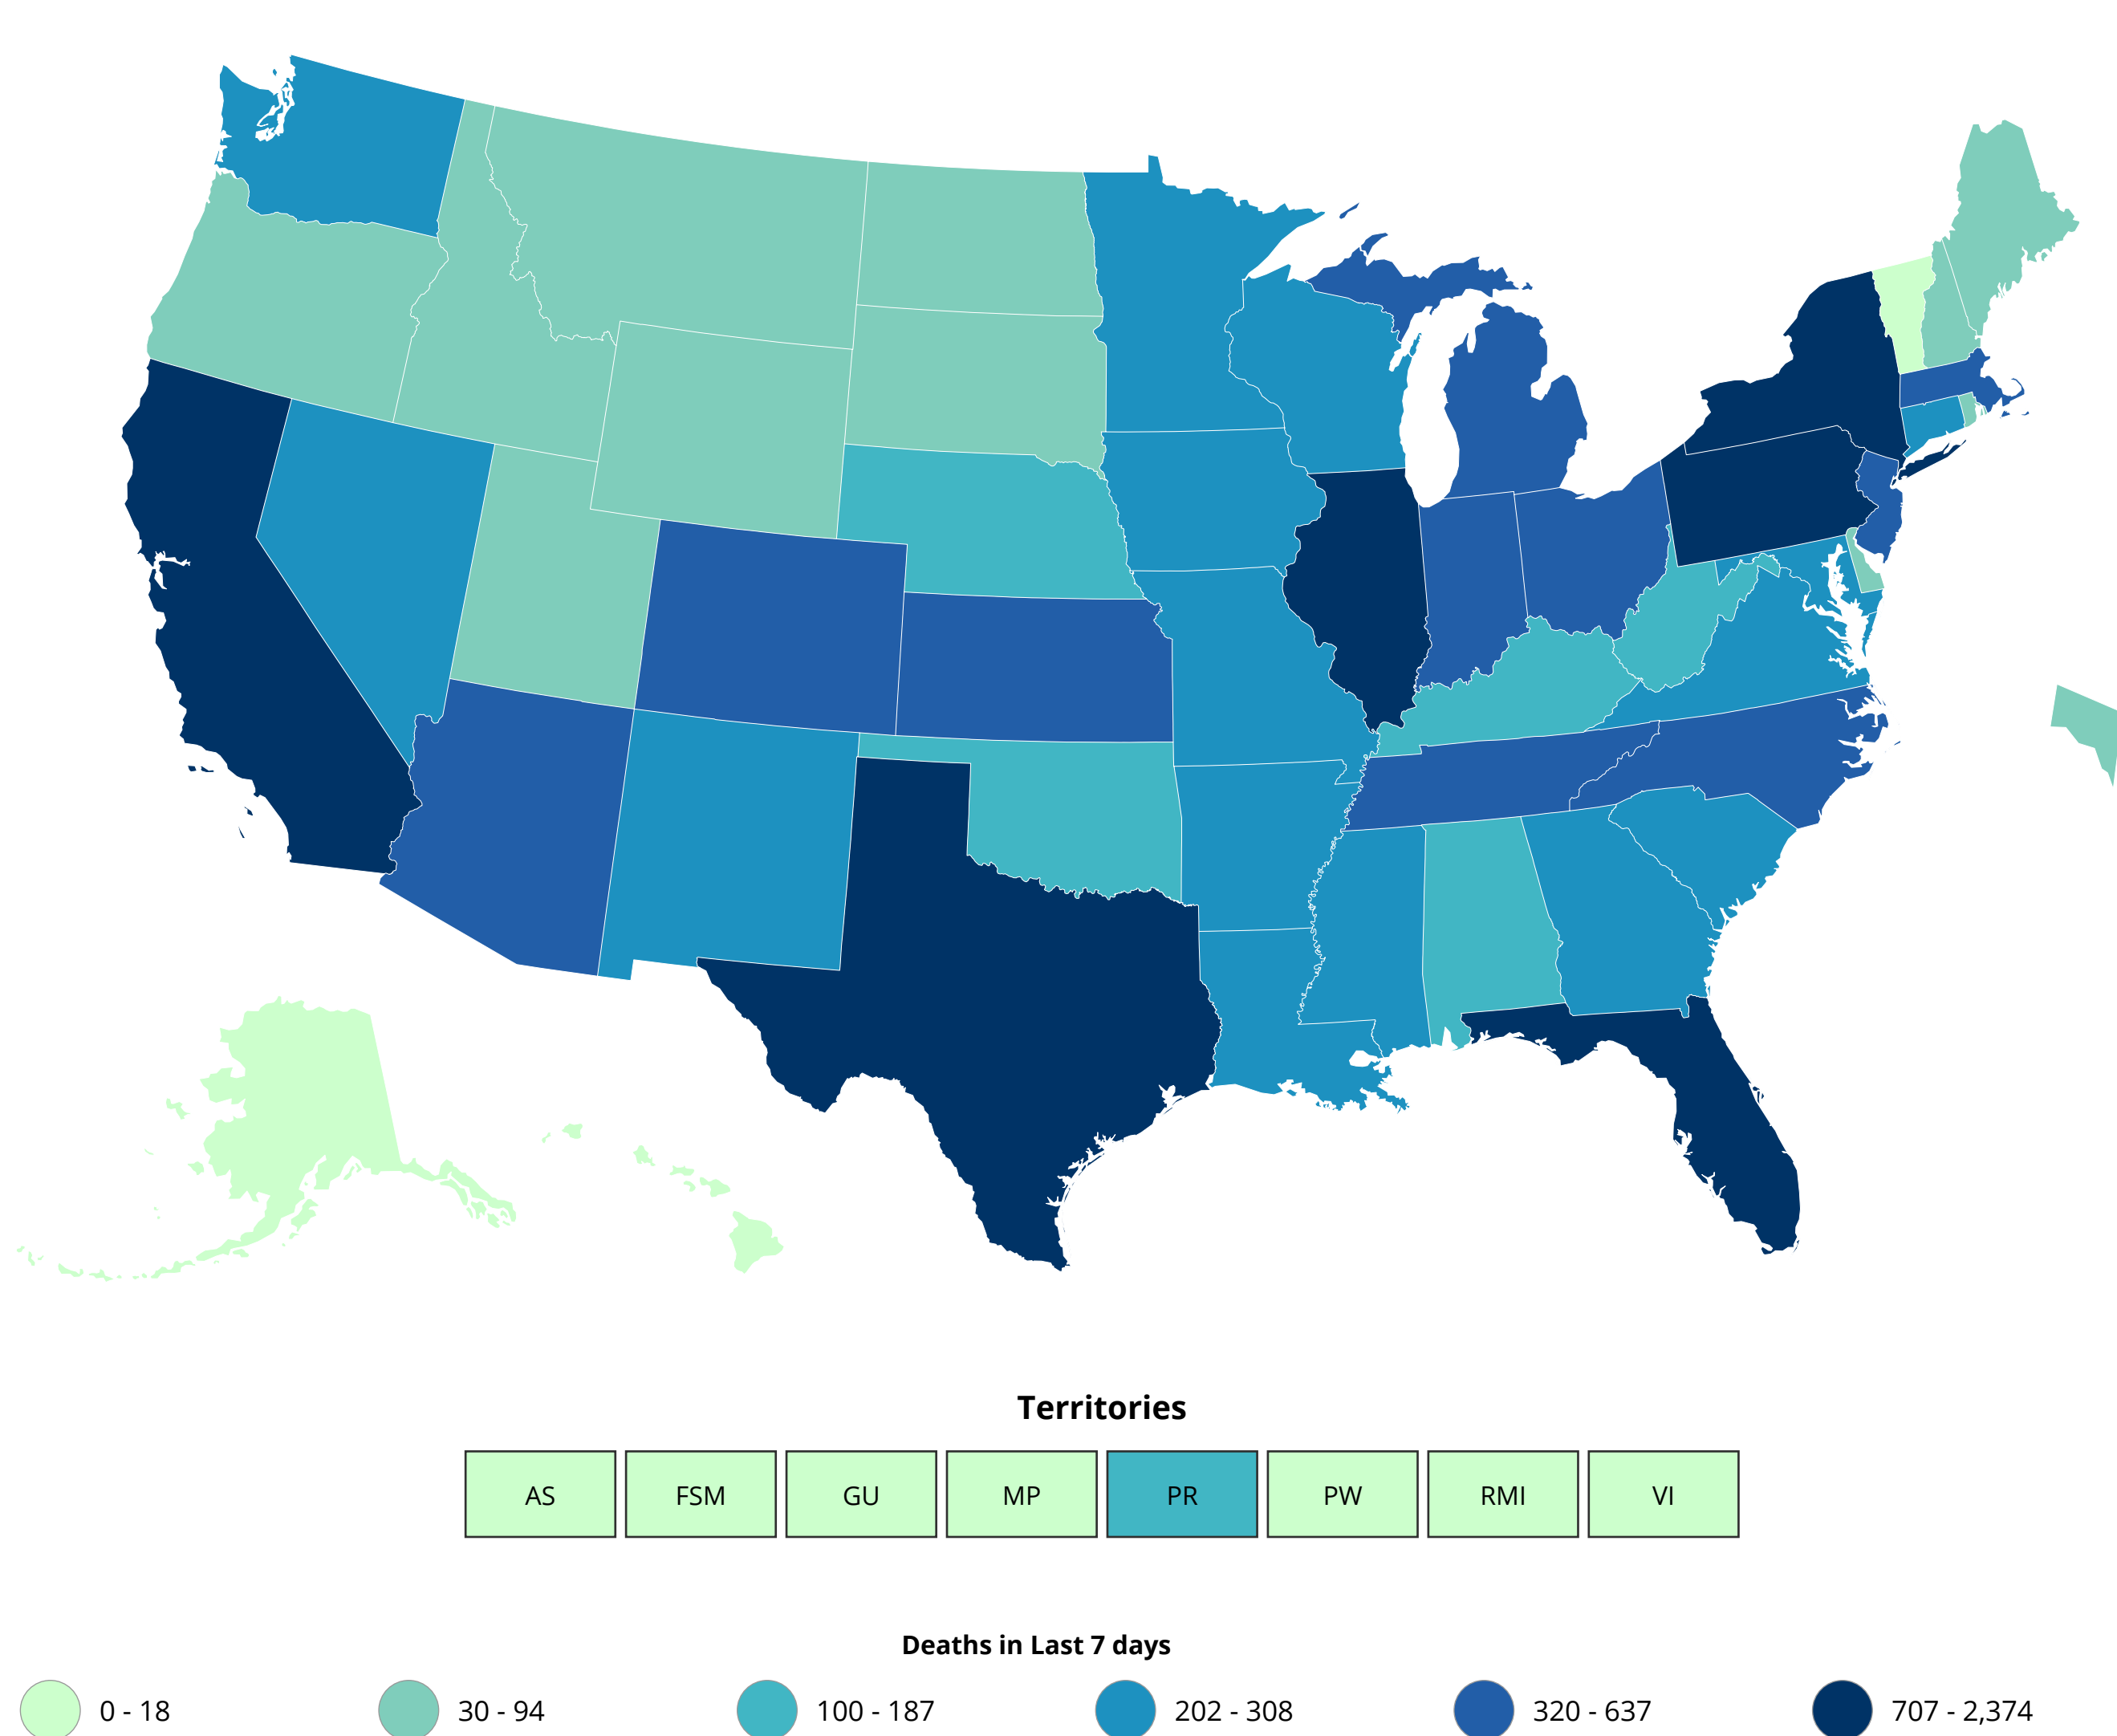 Territories
AS FSM GU MP PR PW RMI VI
Deaths in Last 7 days
0 - 18 30 - 94 100 - 187 202 - 308 320 - 637 707 - 2,374